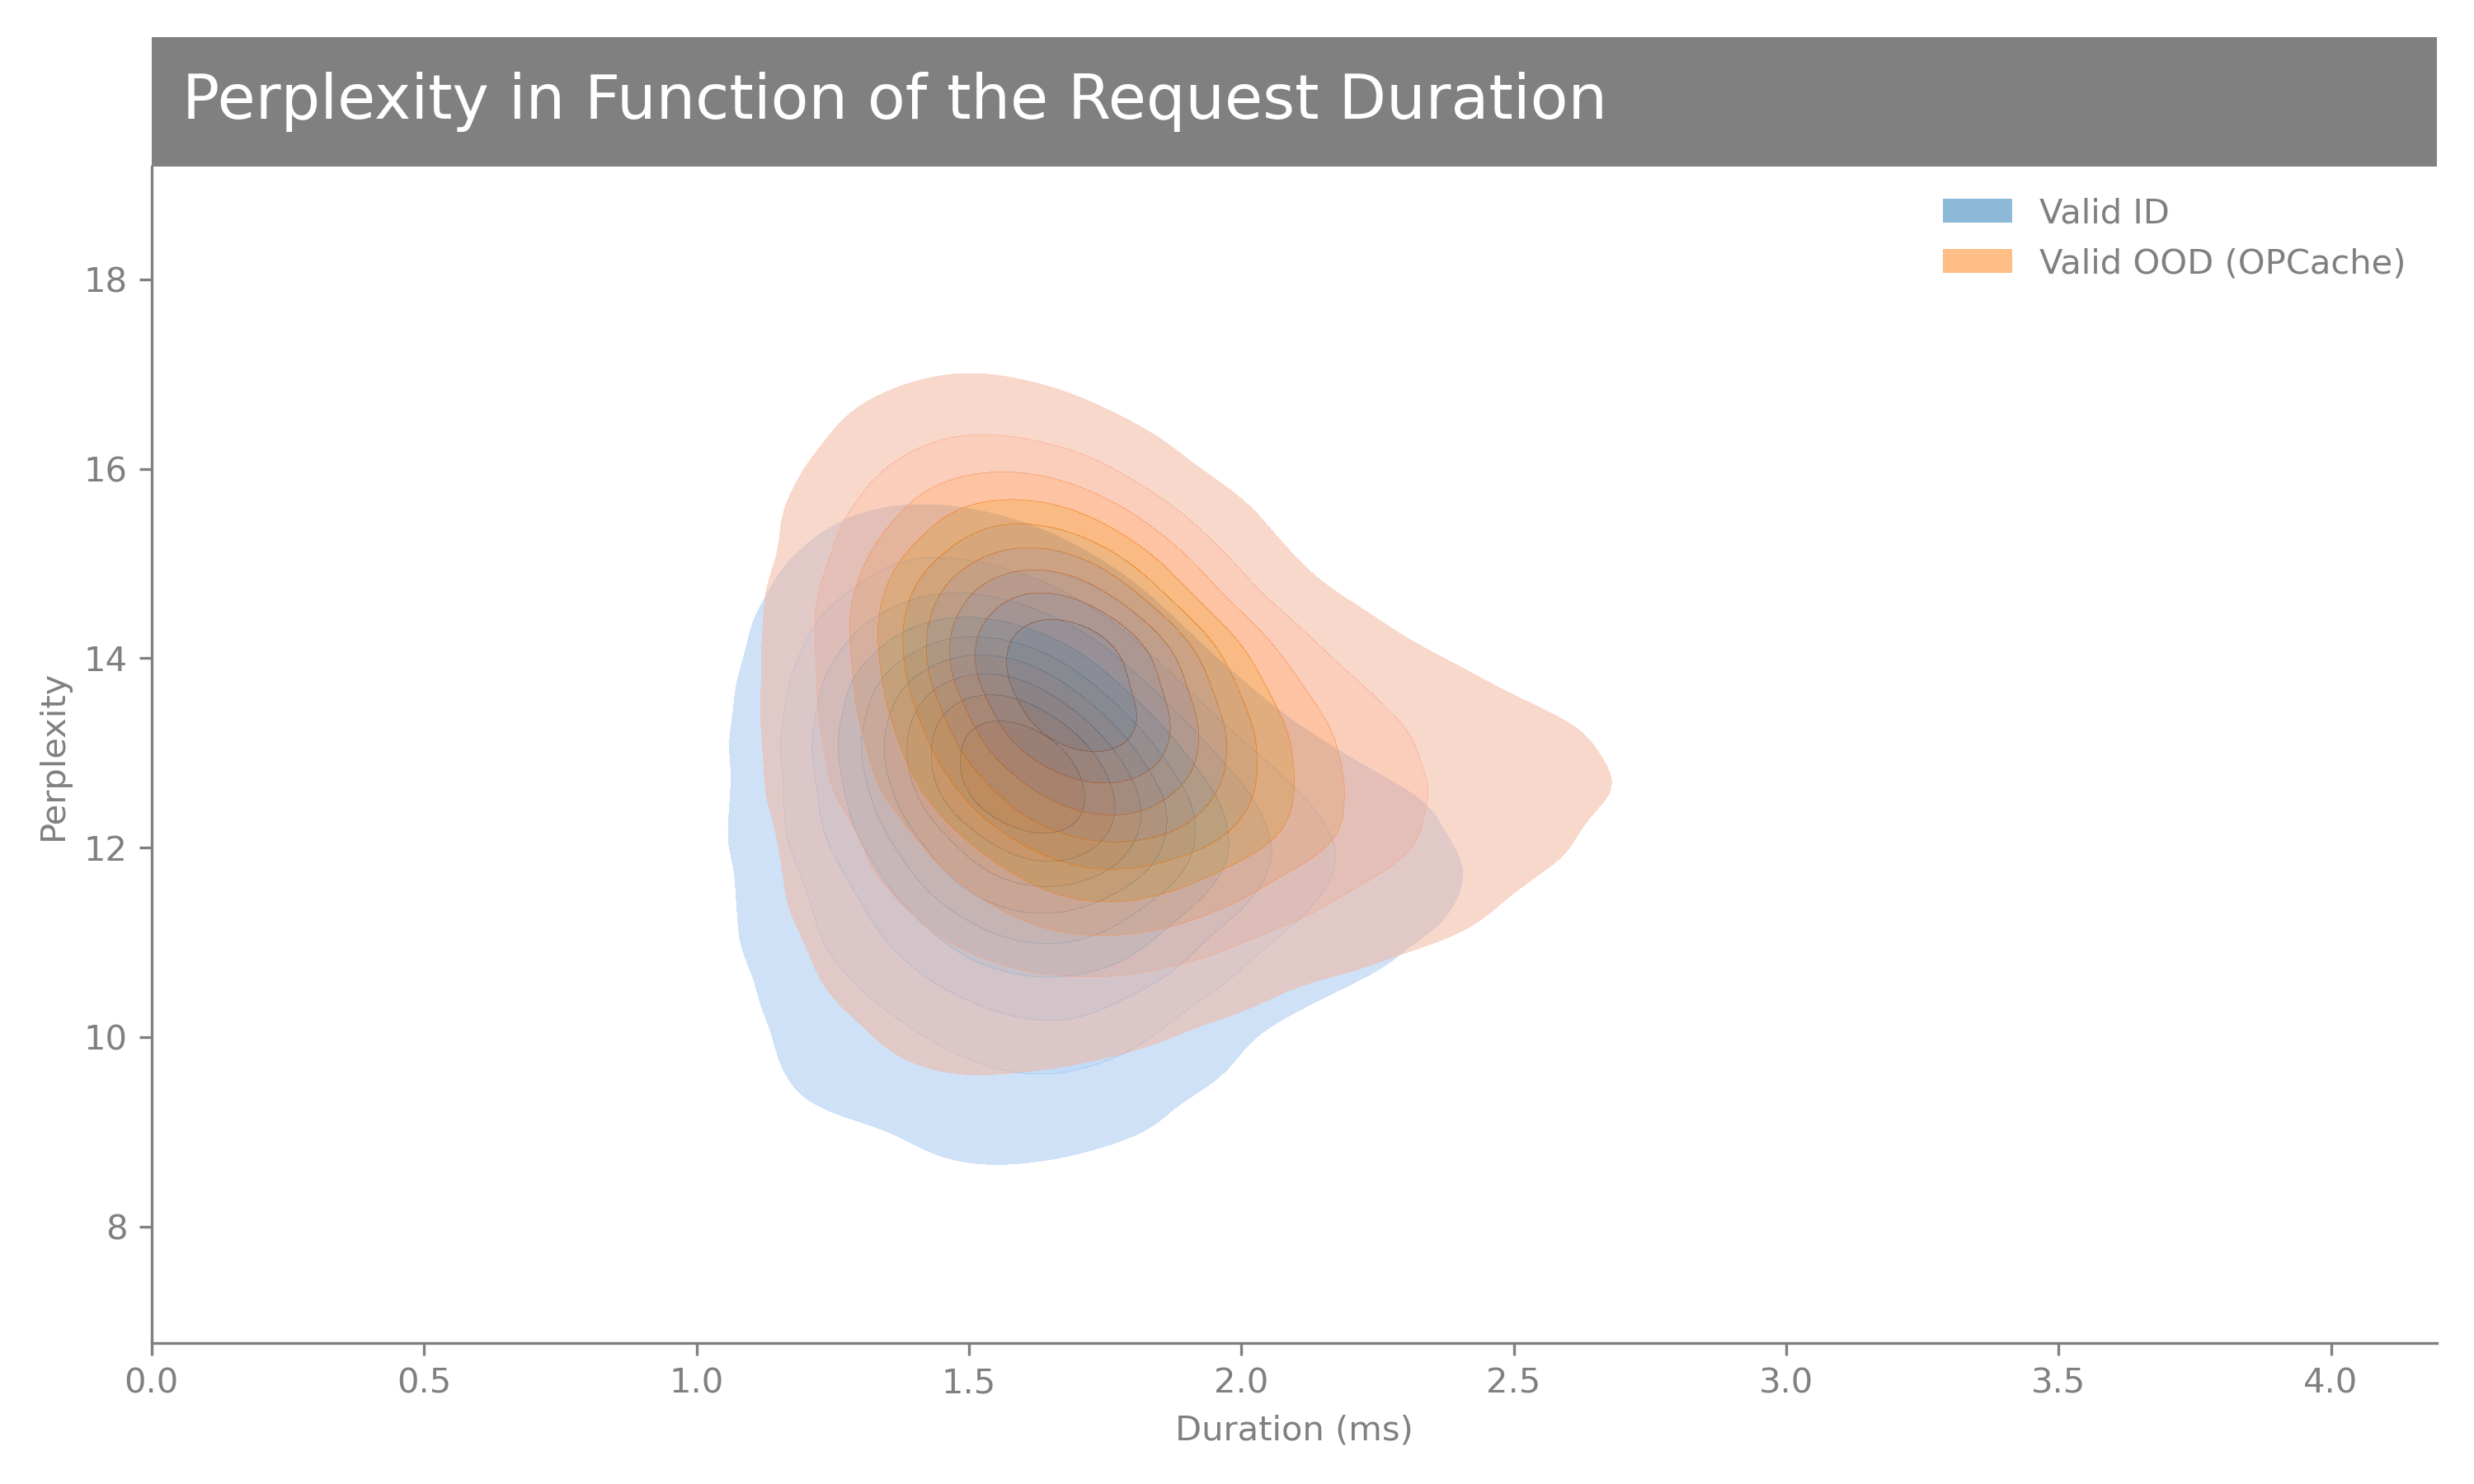 Perplexity in Function of the Request Duration
Valid ID
Valid OOD (OPCache)
18
16
14
12
10
8
Perplexity
0.0 0.5 1.0 1.5 2.0 2.5 3.0 3.5 4.0
Duration (ms)